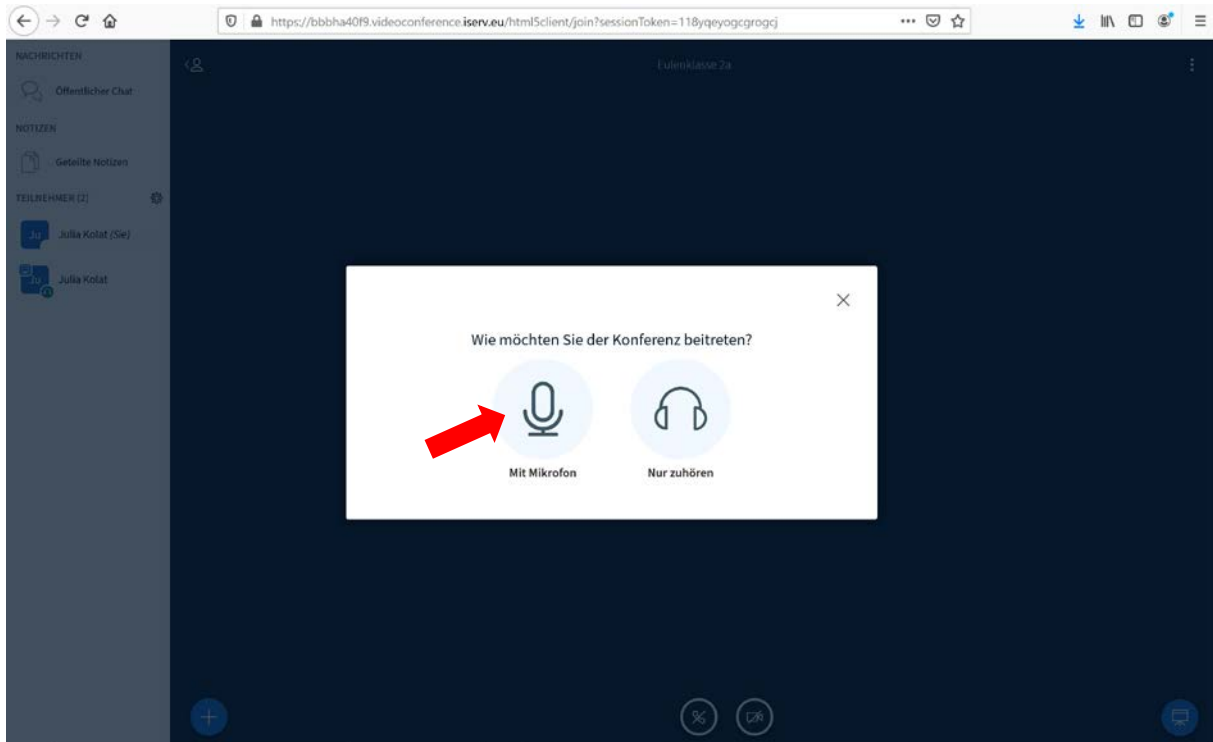 https://bbbha40f9.videoconference.iserv.eu/html5client/join?sessionToken=118yqeyogcgrogcj
NACHRICHTEN
Öffentlicher Chat
NOTIZEN
Geteilte Notizen
TEILNEHMER (2)
Ju Julia Kolat (Sie)
Ju Julia Kolat
Eulenklasse 2a
Wie möchten Sie der Konferenz beitreten?
Mit Mikrofon Nur zuhören